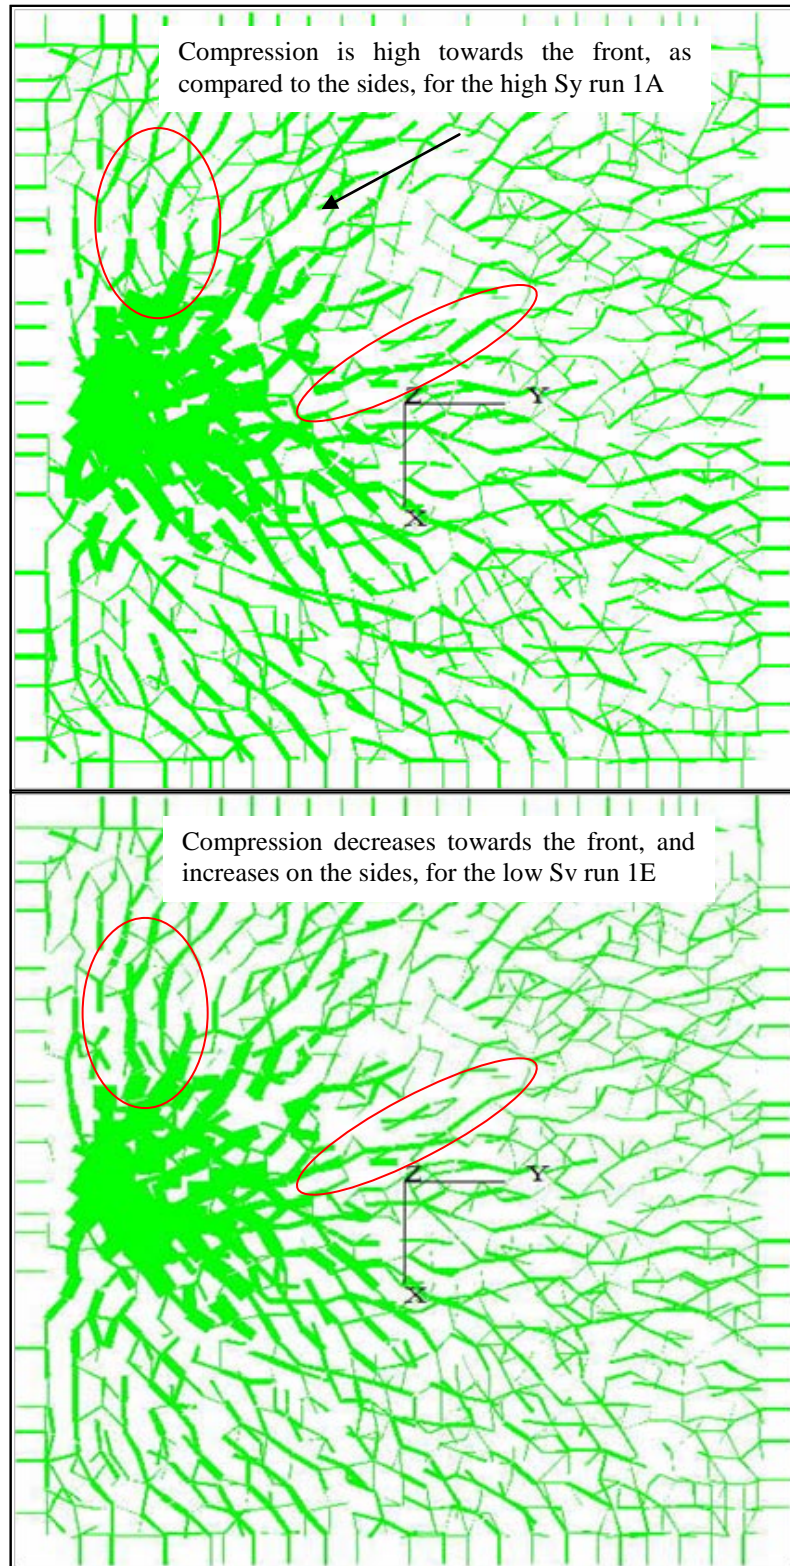 Compression is high towards the front, as
compared to the sides, for the high Sy run 1A
Z Y
X
Compression decreases towards the front, and
increases on the sides, for the low Sv run 1E
Z Y
X